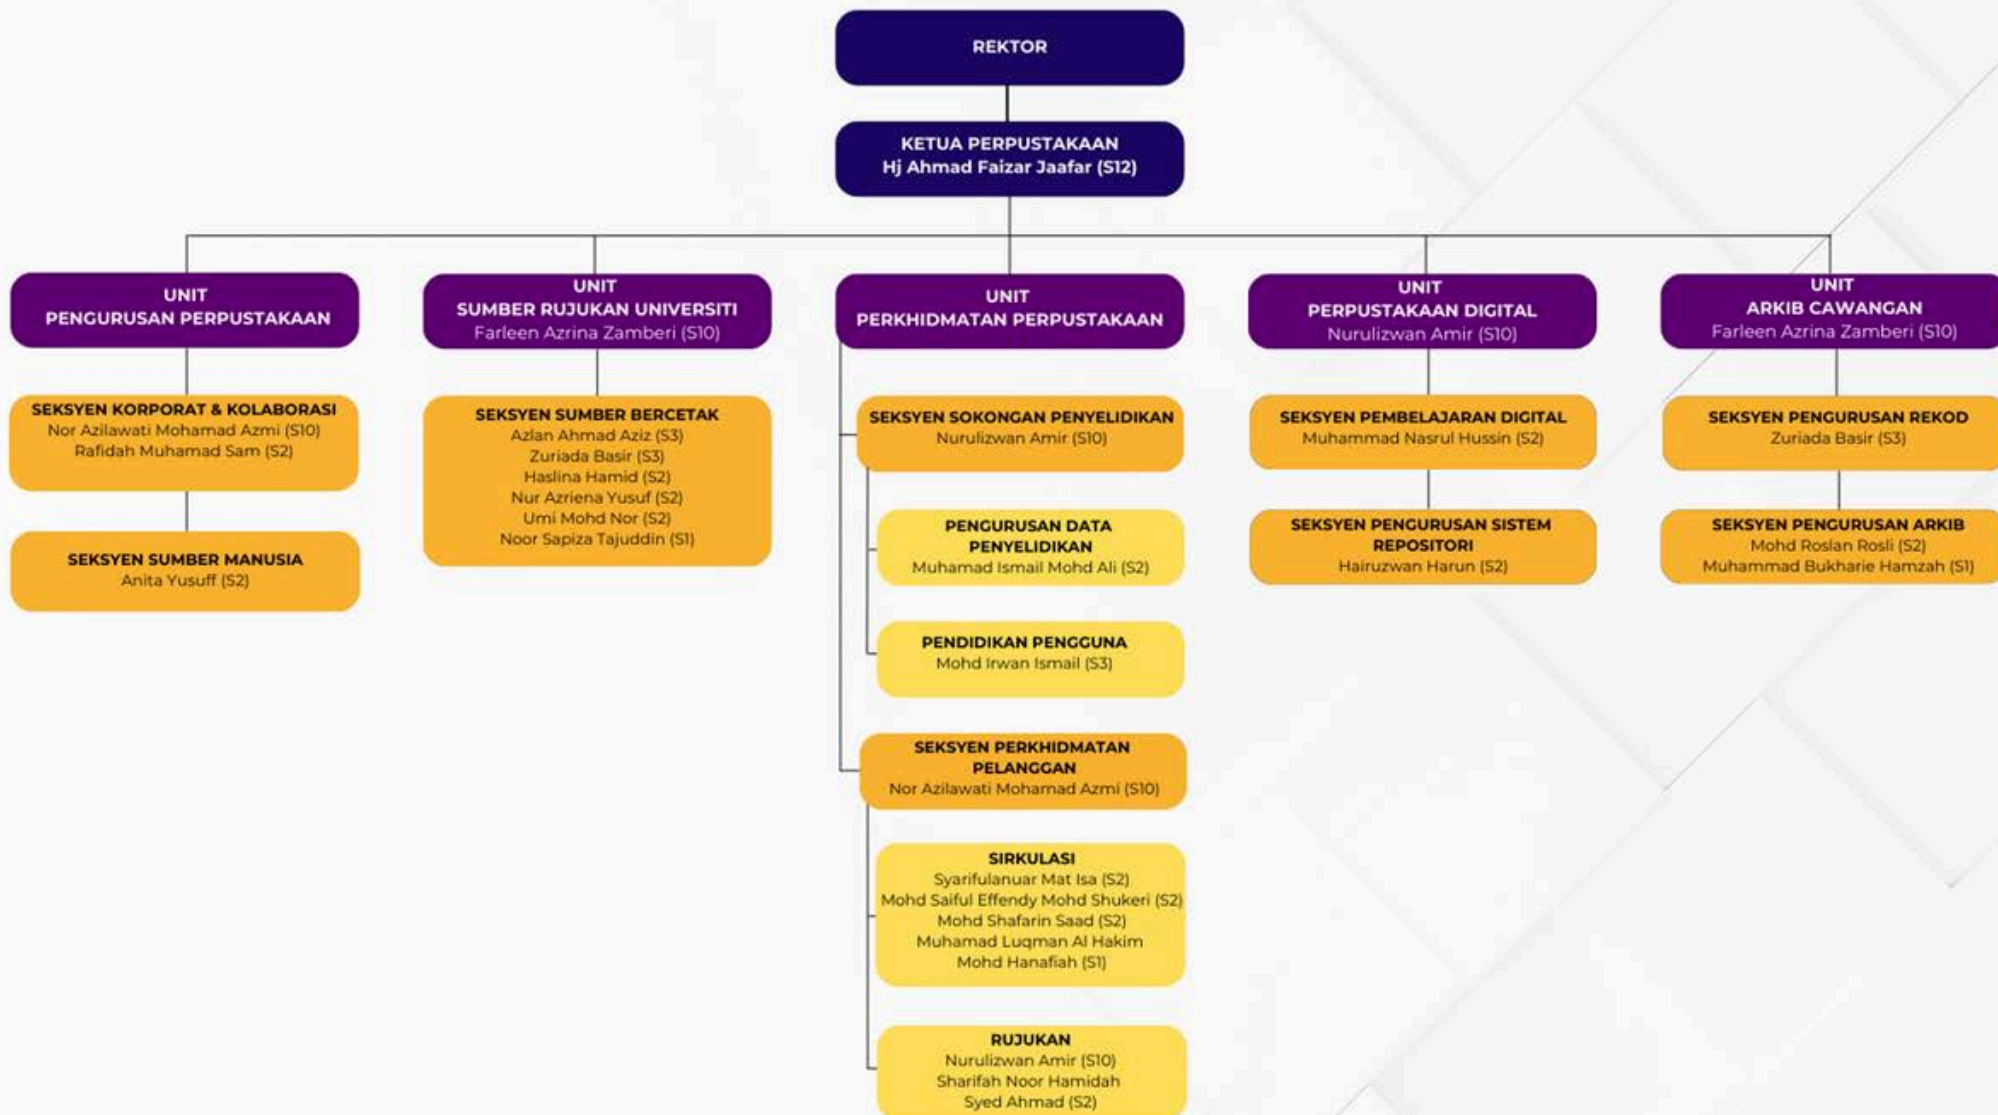 REKTOR
KETUA PERPUSTAKAAN
Hj Ahmad Faizar Jaafar (S12)
UNIT
PENGURUSAN PERPUSTAKAAN
SEKSYEN KORPORAT & KOLABORASI
Nor Azilawati Mohamad Azmi (S10)
Rafidah Muhamad Sam (S2)
SEKSYEN SUMBER MANUSIA
Anita Yusuff (S2)
UNIT
SUMBER RUJUKAN UNIVERSITI
Farleen Azrina Zamberi (S10)
SEKSYEN SUMBER BERCETAK
Azlan Ahmad Aziz (S3)
Zuriada Basir (S3)
Haslina Hamid (S2)
Nur Azriena Yusuf (S2)
Umi Mohd Nor (S2)
Noor Sapiza Tajuddin (S1)
UNIT
PERKHIDMATAN PERPUSTAKAAN
SEKSYEN SOKONGAN PENYELIDIKAN
Nurulizwan Amir (S10)
PENGURUSAN DATA
PENYELIDIKAN
Muhamad Ismail Mohd Ali (S2)
PENDIDIKAN PENGGUNA
Mohd Irwan Ismail (S3)
SEKSYEN PERKHIDMATAN
PELANGGAN
Nor Azilawati Mohamad Azmi (S10)
SIRKULASI
Syarifulanuar Mat Isa (S2)
Mohd Saiful Effendy Mohd Shukeri (S2)
Mohd Shafarin Saad (S2)
Muhamad Luqman Al Hakim
Mohd Hanafiah (S1)
RUJUKAN
Nurulizwan Amir (S10)
Sharifah Noor Hamidah
Syed Ahmad (S2)
UNIT
PERPUSTAKAAN DIGITAL
Nurulizwan Amir (S10)
SEKSYEN PEMBELAJARAN DIGITAL
Muhammad Nasrul Hussin (S2)
SEKSYEN PENGURUSAN SISTEM
REPOSITORI
Hairuzwan Harun (S2)
UNIT
ARKIB CAWANGAN
Farleen Azrina Zamberi (S10)
SEKSYEN PENGURUSAN REKOD
Zuriada Basir (S3)
SEKSYEN PENGURUSAN ARKIB
Mohd Roslan Rosli (S2)
Muhammad Bukharie Hamzah (S1)